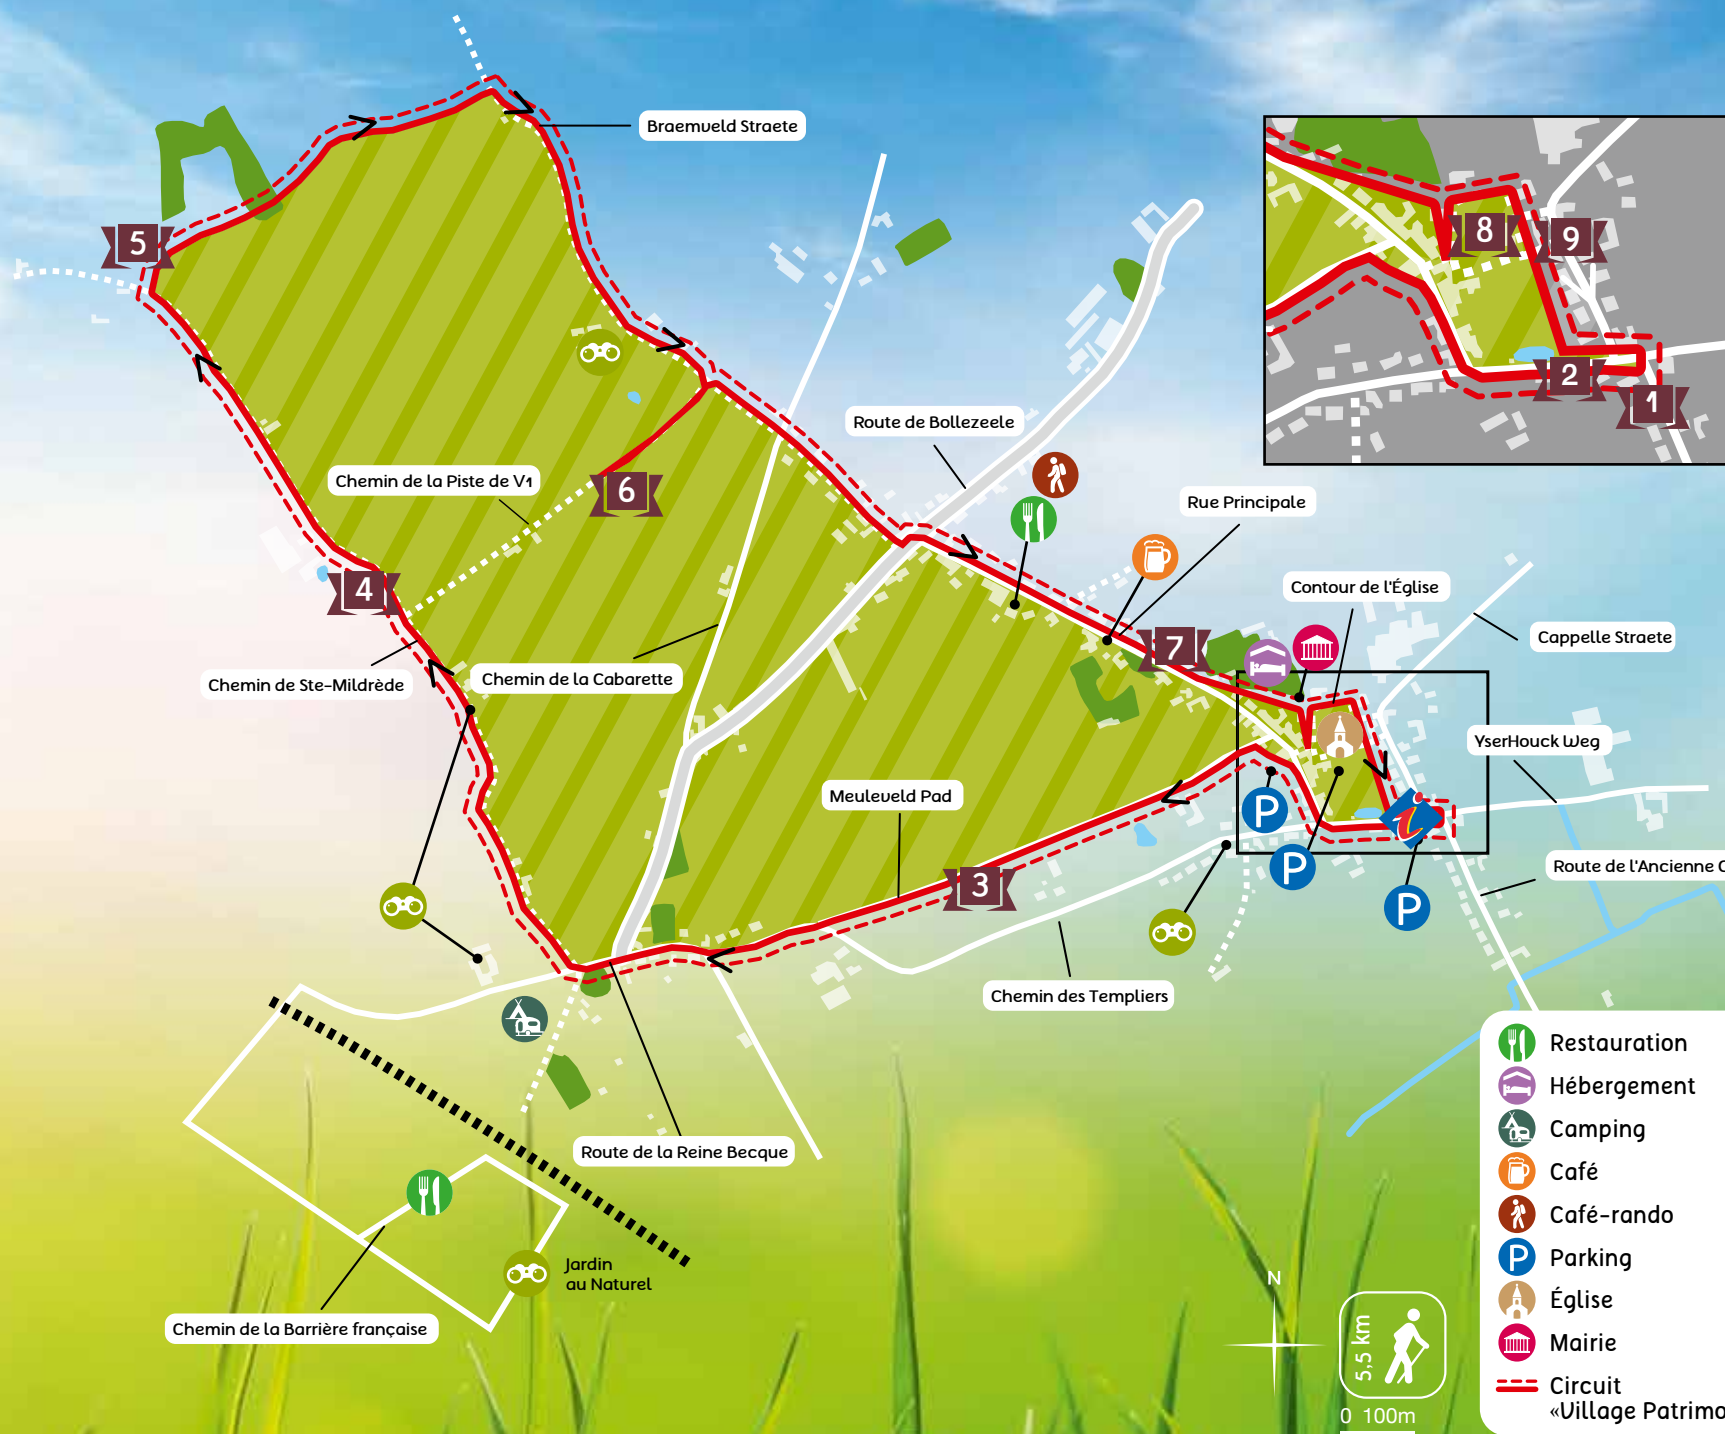 Braemveld Straete
5
8
9
2
1
Route de Bollezeele
Chemin de la Piste de V1
6
Rue Principale
Contour de l'Église
4
Cappelle Straete
7
Chemin de Ste-Mildrède
Chemin de la Cabarette
YserHouck Weg
Meuleveld Pad
P
P
P
Route de l'Ancienne
3
Chemin des Templiers
Route de la Reine Becque
Jardin
au Naturel
Chemin de la Barrière française
N
5,5 km
0 100m
Restauration
Hébergement
Camping
Café
Café-rando
P Parking
Église
Mairie
Circuit
«Village Patrimo